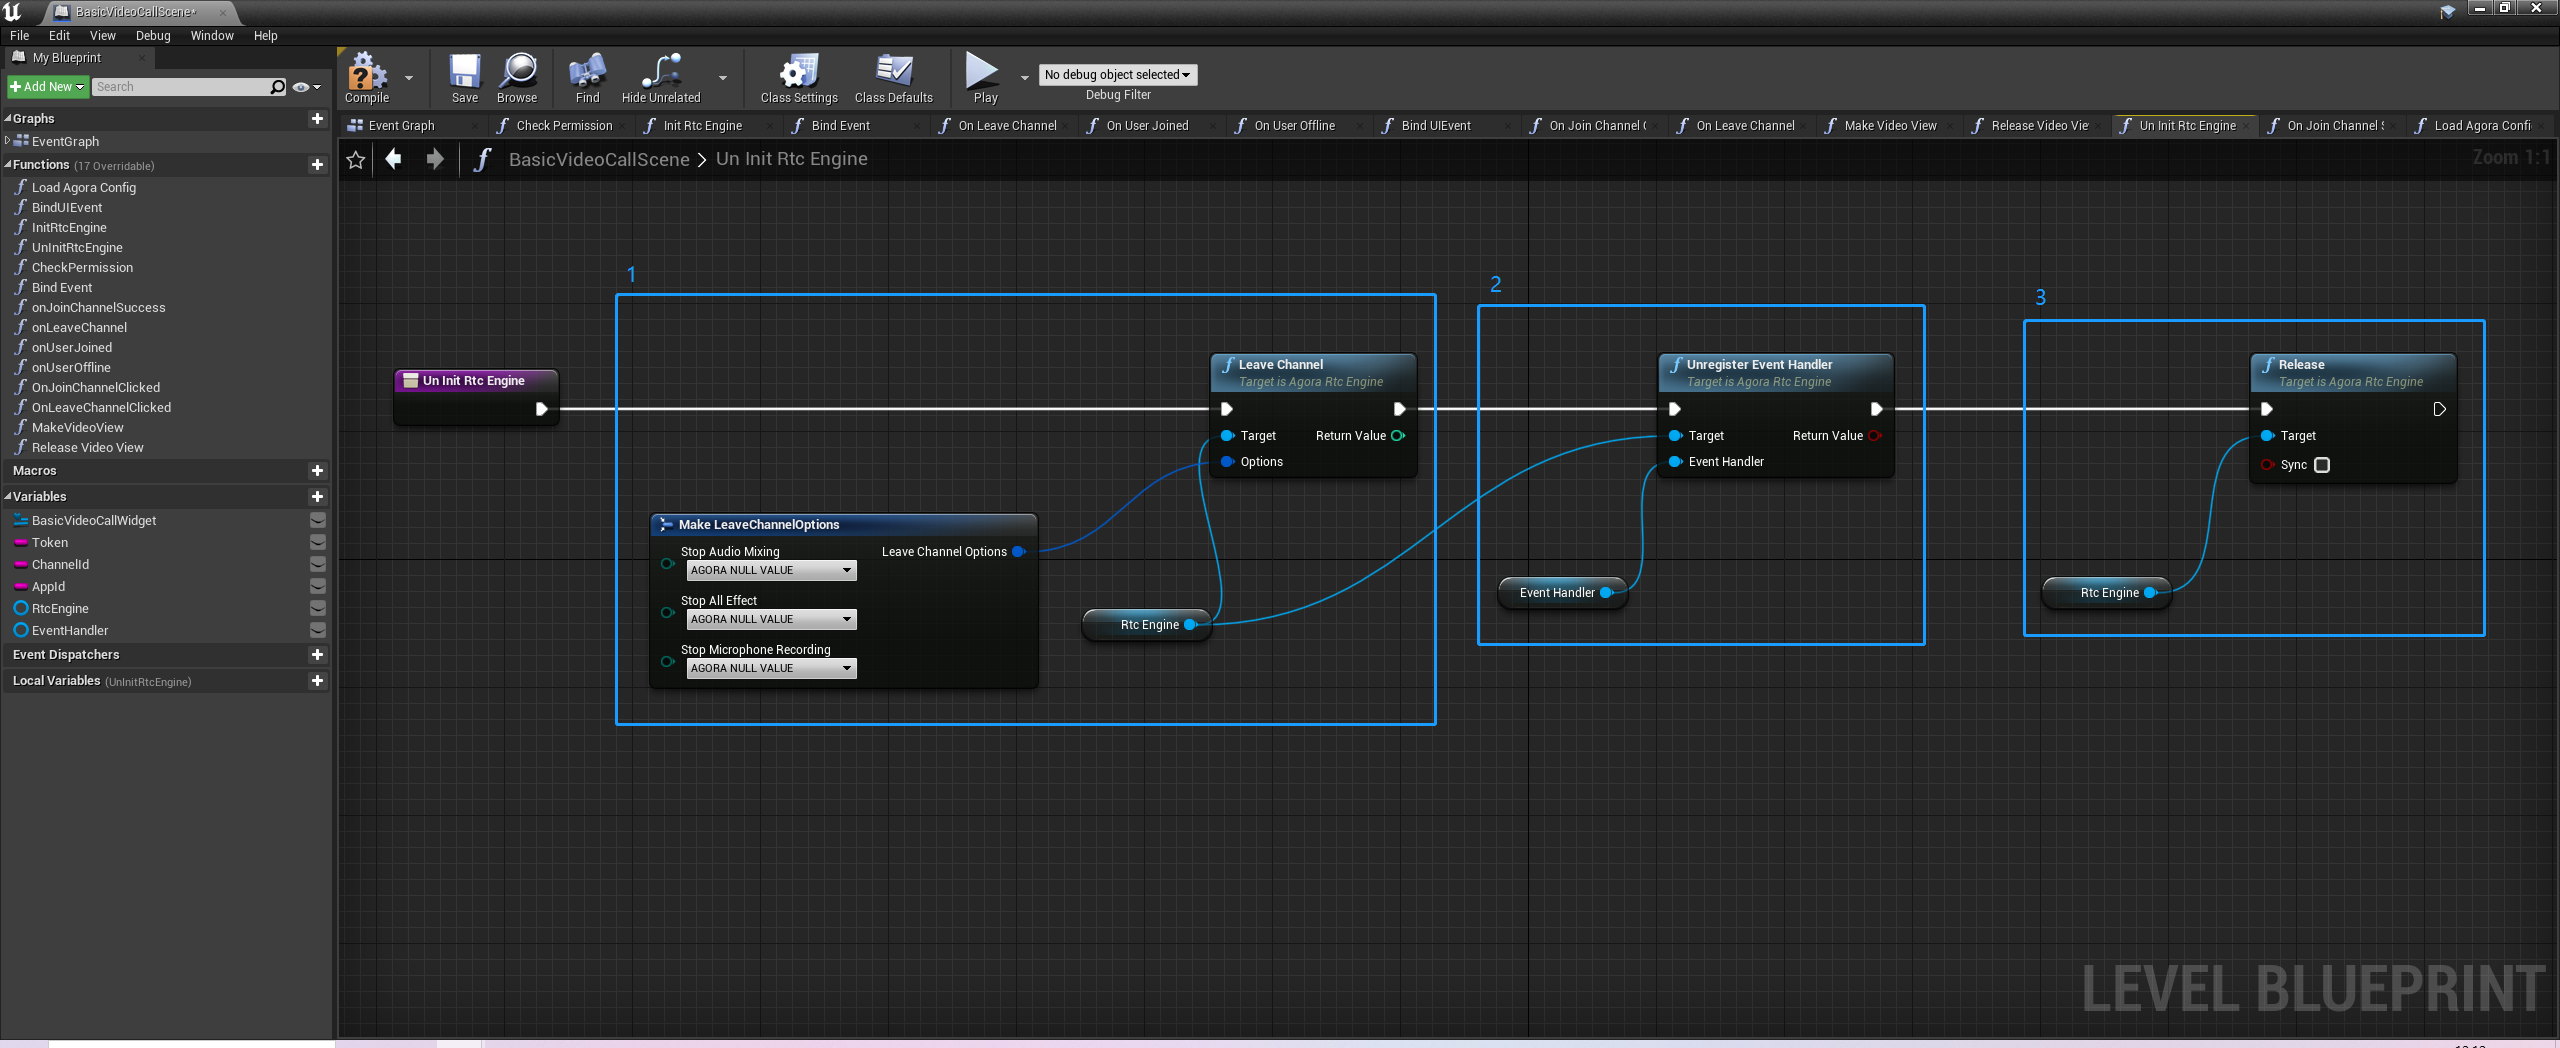 BasicVideoCallScene*
File Edit View Debug Window Help
My Blueprint
Add New Search
Graphs
EventGraph
Functions (17 Overridable)
Load Agora Config
BindUIEvent
InitRtcEngine
UnInitRtcEngine
CheckPermission
Bind Event
onJoinChannelSuccess
onLeaveChannel
onUserJoined
onUserOffline
OnJoinChannelClicked
OnLeaveChannelClicked
MakeVideoView
Release Video View
Macros
Variables
BasicVideoCallWidget
Token
ChannelId
AppId
RtcEngine
EventHandler
Event Dispatchers
Local Variables (UnInitRtcEngine)
Compile Save Browse Find Hide Unrelated Class Settings Class Defaults Play
No debug object selected
Debug Filter
Event Graph Check Permission Init Rtc Engine Bind Event On Leave Channel On User Joined On User Offline Bind UIEvent On Join Channel ( On Leave Channel Make Video View Release Video Vie Un Init Rtc Engine On Join Channel S Load Agora Confi
BasicVideoCallScene > Un Init Rtc Engine
Zoom 1:1
Un Init Rtc Engine
1
Leave Channel
Target is Agora Rtc Engine
Target Return Value
Options
Make LeaveChannelOptions
Stop Audio Mixing Leave Channel Options
AGORA NULL VALUE
Stop All Effect
AGORA NULL VALUE
Stop Microphone Recording
AGORA NULL VALUE
Rtc Engine
2
Unregister Event Handler
Target is Agora Rtc Engine
Target Return Value
Event Handler
Event Handler
3
Release
Target is Agora Rtc Engine
Target
Sync
Rtc Engine
LEVEL BLUEPRINT